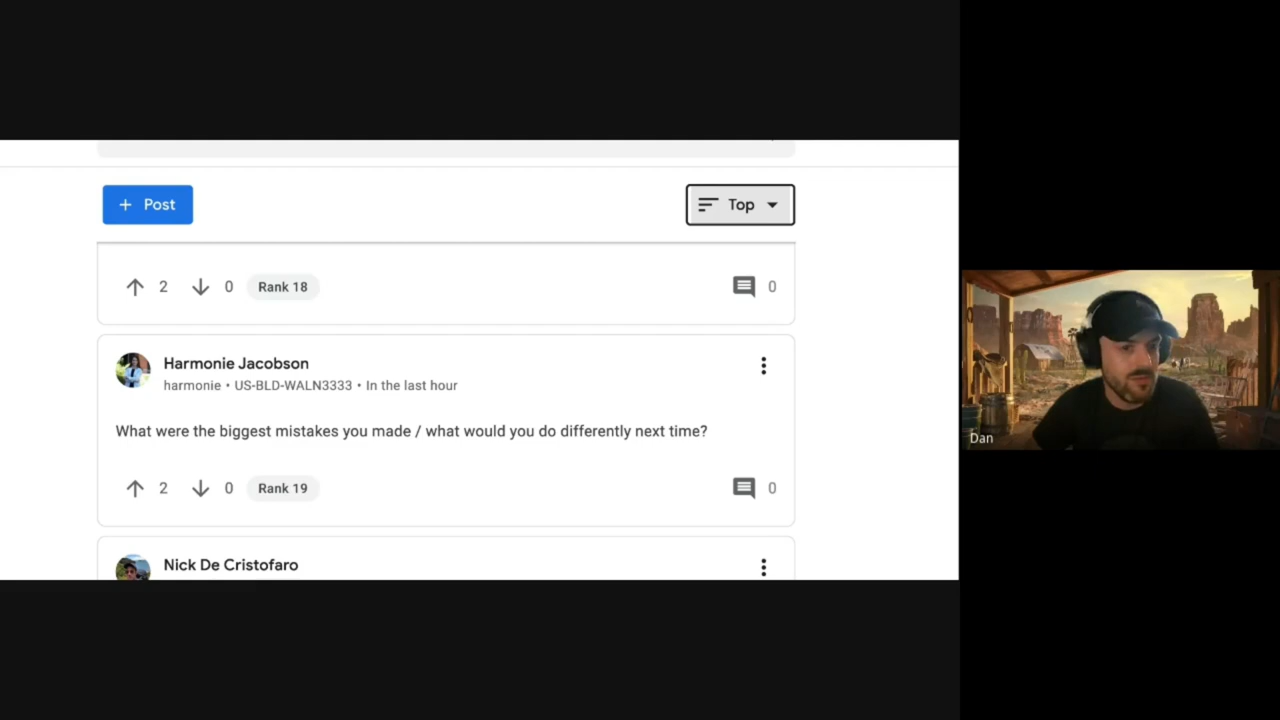 + Post
Top
2
0
Rank 18
0
Harmonie Jacobson
harmonie • US-BLD-WALN3333 • In the last hour
What were the biggest mistakes you made / what would you do differently next time?
2
0
Rank 19
0
Nick De Cristofaro
Dan